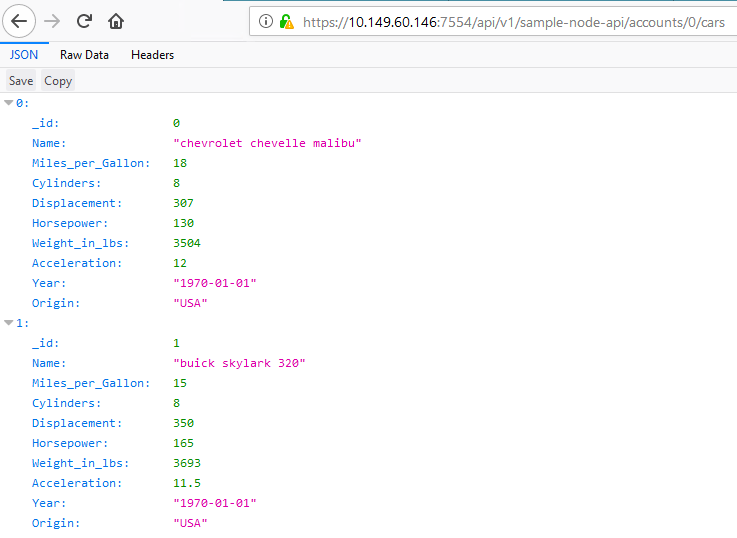 https://10.149.60.146:7554/api/v1/sample-node-api/accounts/0/cars
JSON Raw Data Headers
Save Copy
0:
_id: 0
Name: "chevrolet chevelle malibu"
Miles_per_Gallon: 18
Cylinders: 8
Displacement: 307
Horsepower: 130
Weight_in_lbs: 3504
Acceleration: 12
Year: "1970-01-01"
Origin: "USA"
1:
_id: 1
Name: "buick skylark 320"
Miles_per_Gallon: 15
Cylinders: 8
Displacement: 350
Horsepower: 165
Weight_in_lbs: 3693
Acceleration: 11.5
Year: "1970-01-01"
Origin: "USA"